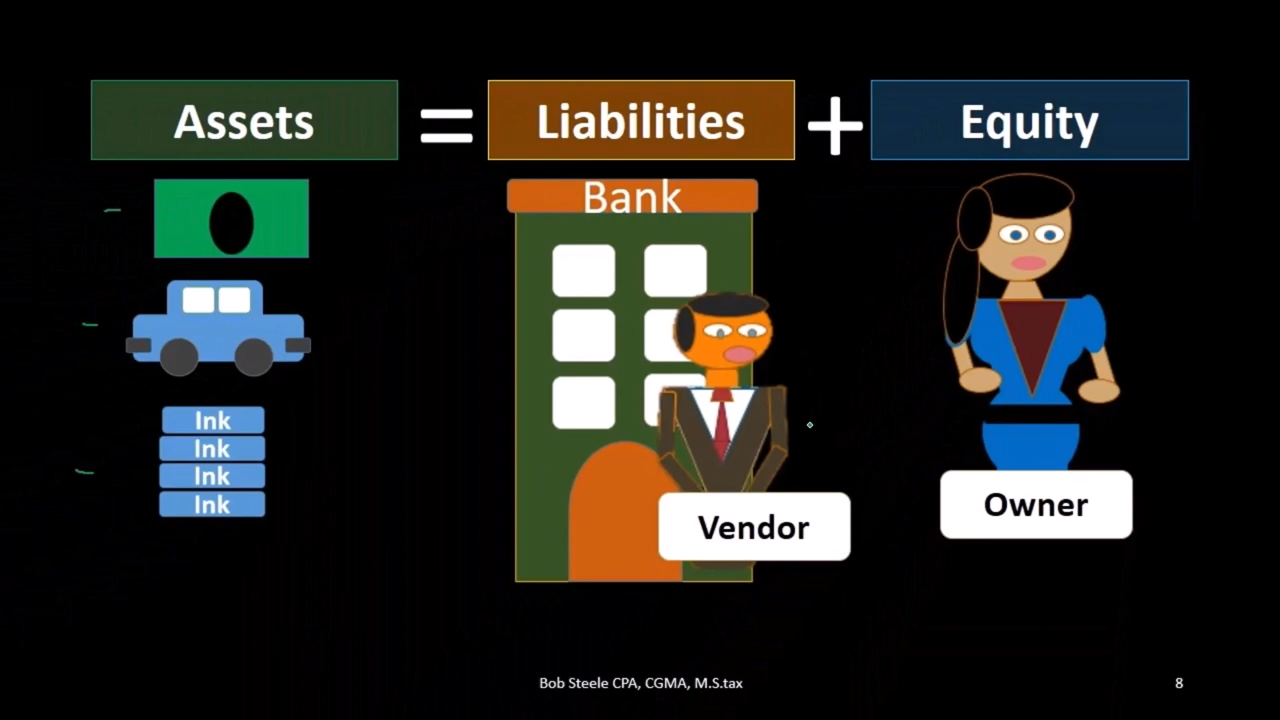 Assets = Liabilities + Equity
Bank
Ink
Ink
Ink
Ink
Vendor
Owner
Bob Steele CPA, CGMA, M.S.tax
8